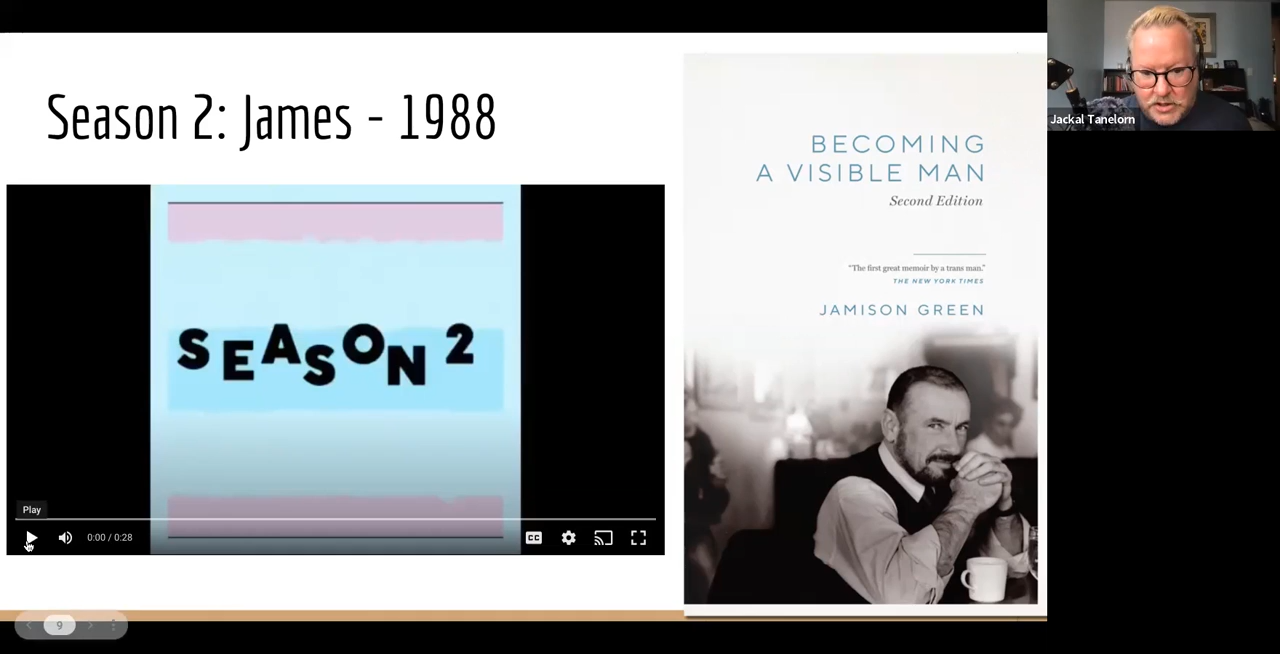 Season 2: James - 1988
SEASON 2
Play
0:00 / 0:28
CC
9
BECOMING
A VISIBLE MAN
Second Edition
"The first great memoir by a trans man."
THE NEW YORK TIMES
JAMISON GREEN
Jackal Tanelorn